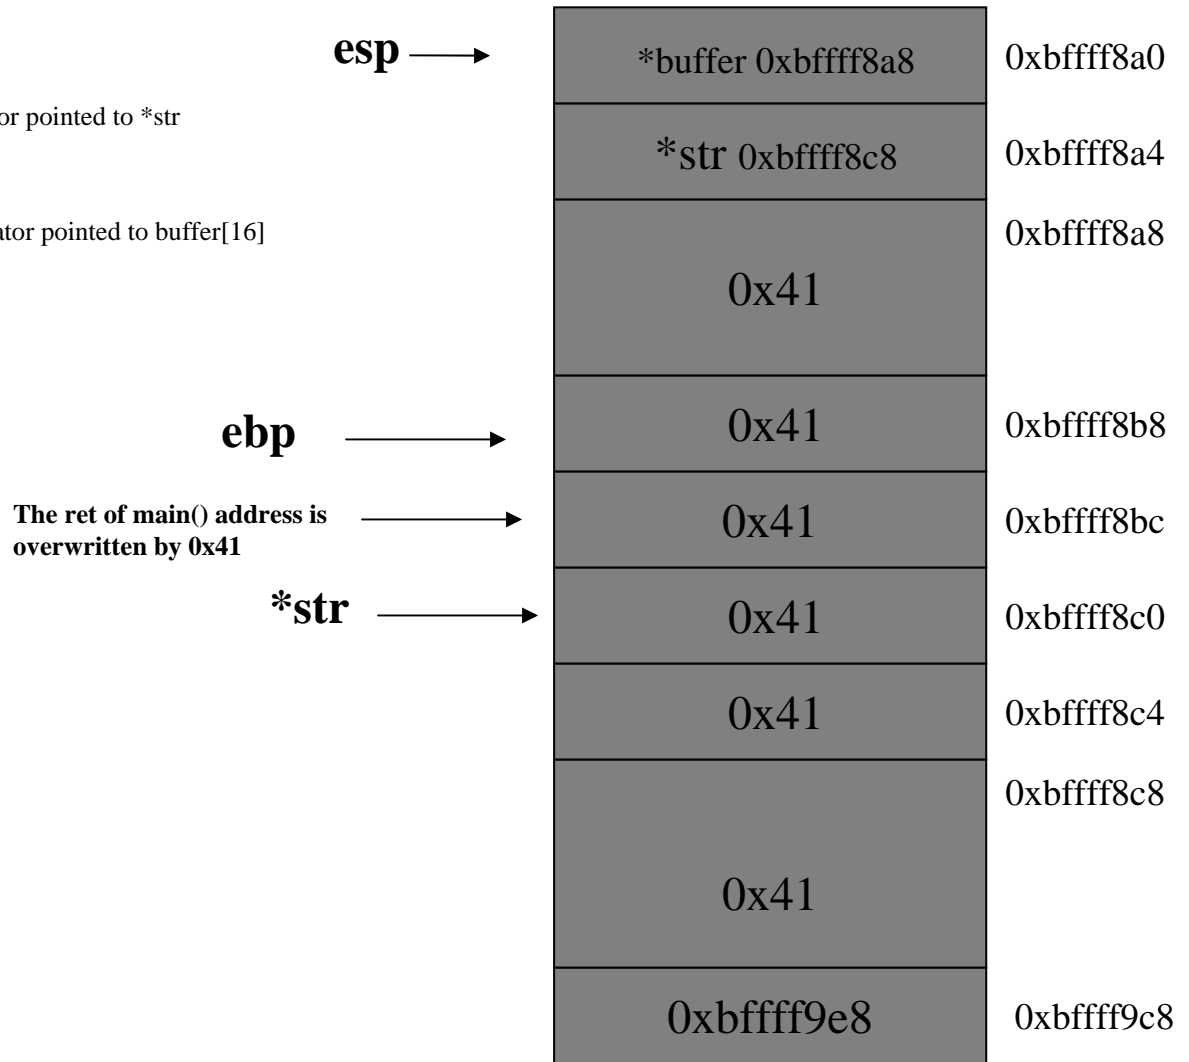 esp
*buffer 0xbffff8a8
0xbffff8a0
or pointed to *str
*str 0xbffff8c8
0xbffff8a4
ator pointed to buffer[16]
0xbffff8a8
0x41
ebp
0x41
0xbffff8b8
The ret of main() address is
overwritten by 0x41
0x41
0xbffff8bc
*str
0x41
0xbffff8c0
0x41
0xbffff8c4
0xbffff8c8
0x41
0xbffff9e8
0xbffff9c8